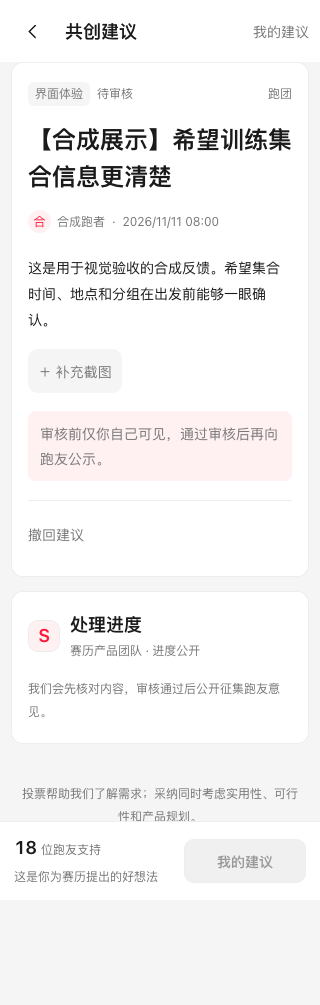 共创建议
我的建议
界面体验 待审核 跑团
【合成展示】希望训练集
合信息更清楚
合 合成跑者 · 2026/11/11 08:00
这是用于视觉验收的合成反馈。希望集合
时间、地点和分组在出发前能够一眼确
认。
+ 补充截图
审核前仅你自己可见，通过审核后再向
跑友公示。
撤回建议
S 处理进度
赛历产品团队 · 进度公开
我们会先核对内容，审核通过后公开征集跑友意
见。
投票帮助我们了解需求；采纳同时考虑实用性、可行
性和产品规划。
18 位跑友支持
这是你为赛历提出的好想法
我的建议